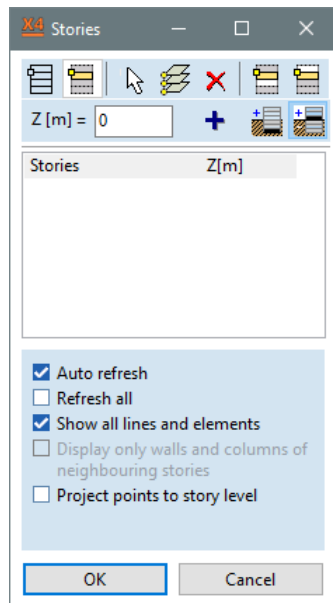 X4 Stories
Z [m] = 0
Stories Z[m]
Auto refresh
Refresh all
Show all lines and elements
Display only walls and columns of
neighbouring stories
Project points to story level
OK Cancel